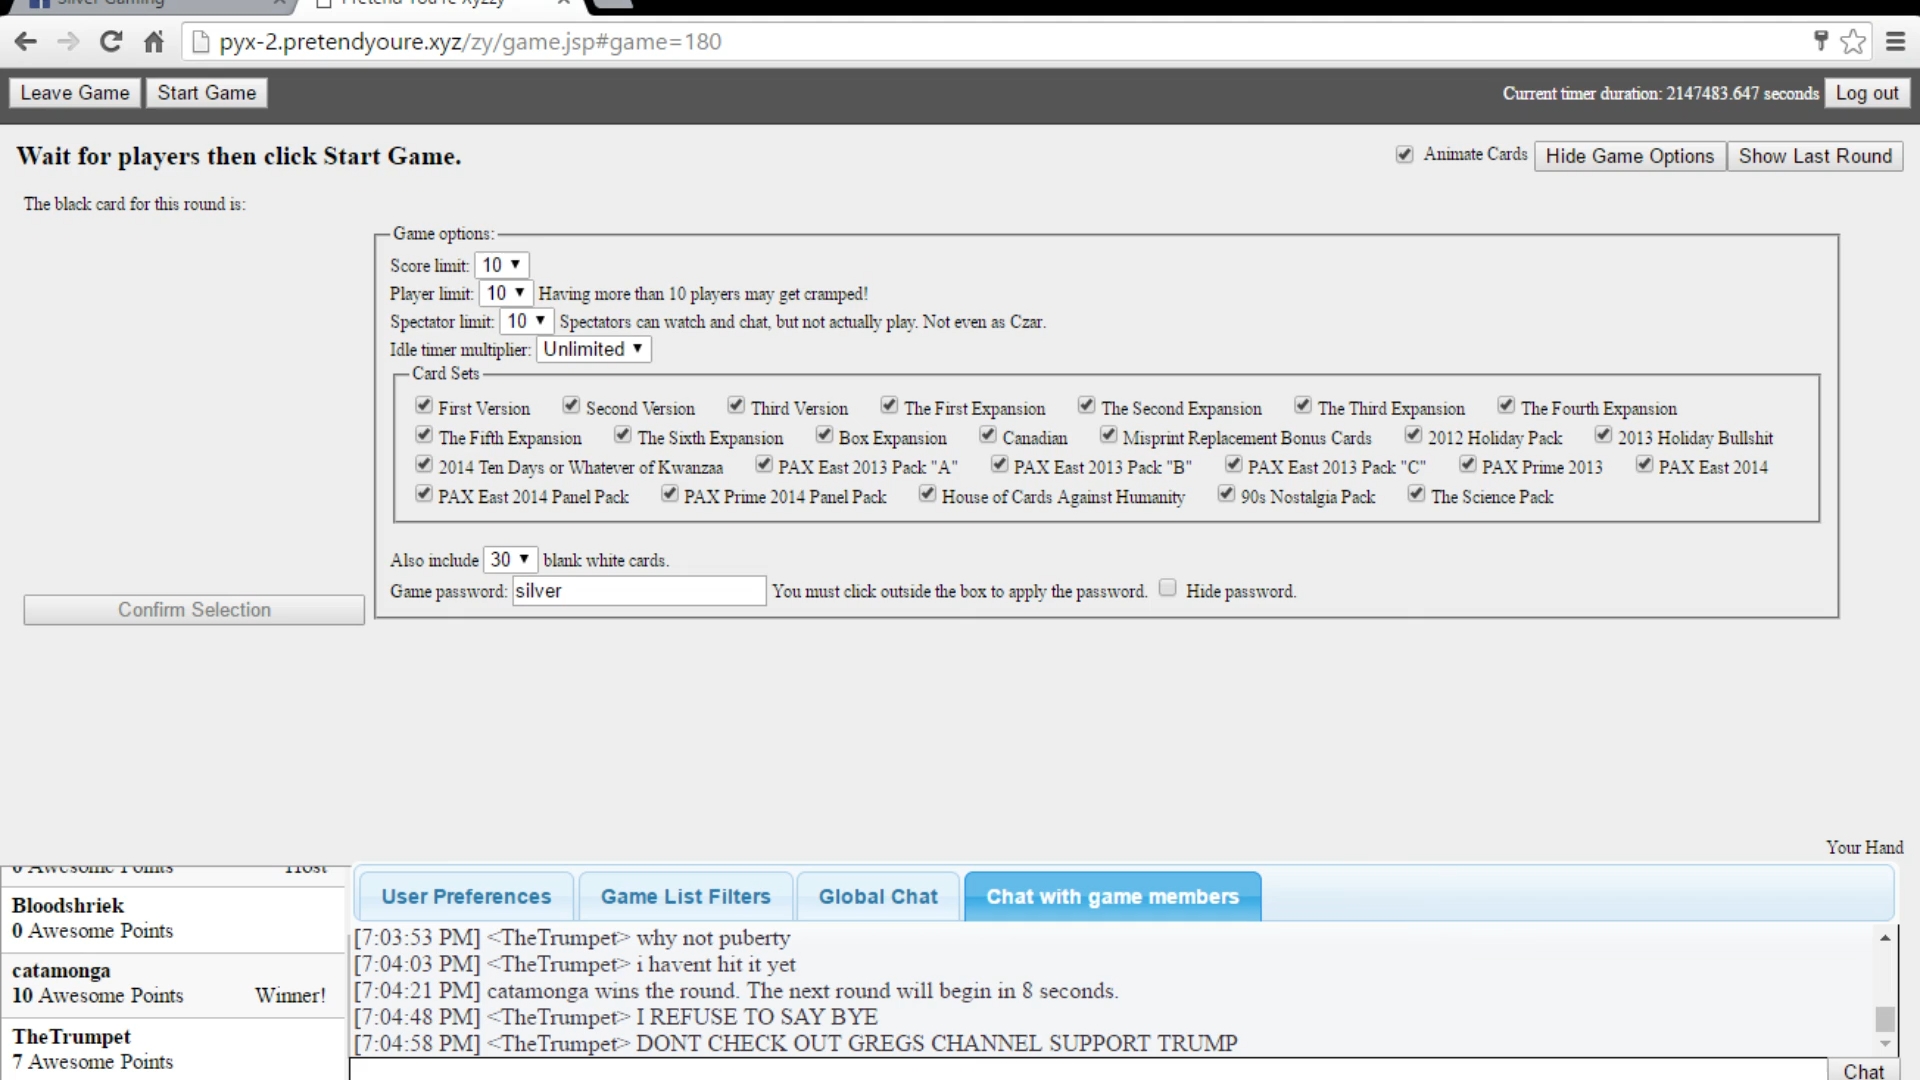 Silver Gaming
Pretend You're Xyzzy
pyx-2.pretendyoure.xyz/zy/game.jsp#game=180
Leave Game
Start Game
Current timer duration: 2147483.647 seconds
Log out
Wait for players then click Start Game.
Animate Cards
Hide Game Options
Show Last Round
The black card for this round is:
Game options:
Score limit: 10
Player limit: 10 Having more than 10 players may get cramped!
Spectator limit: 10 Spectators can watch and chat, but not actually play. Not even as Czar.
Idle timer multiplier: Unlimited
Card Sets
First Version Second Version Third Version The First Expansion The Second Expansion The Third Expansion The Fourth Expansion
The Fifth Expansion The Sixth Expansion Box Expansion Canadian Misprint Replacement Bonus Cards 2012 Holiday Pack 2013 Holiday Bullshit
2014 Ten Days or Whatever of Kwanzaa PAX East 2013 Pack "A" PAX East 2013 Pack "B" PAX East 2013 Pack "C" PAX Prime 2013 PAX East 2014
PAX East 2014 Panel Pack PAX Prime 2014 Panel Pack House of Cards Against Humanity 90s Nostalgia Pack The Science Pack
Also include 30 blank white cards.
Game password: silver You must click outside the box to apply the password. Hide password.
Confirm Selection
Your Hand
0 Awesome Points Host
Bloodshriek
0 Awesome Points
catamonga
10 Awesome Points Winner!
TheTrumpet
7 Awesome Points
User Preferences
Game List Filters
Global Chat
Chat with game members
[7:03:53 PM] <TheTrumpet> why not puberty
[7:04:03 PM] <TheTrumpet> i havent hit it yet
[7:04:21 PM] catamonga wins the round. The next round will begin in 8 seconds.
[7:04:48 PM] <TheTrumpet> I REFUSE TO SAY BYE
[7:04:58 PM] <TheTrumpet> DONT CHECK OUT GREGS CHANNEL SUPPORT TRUMP
Chat